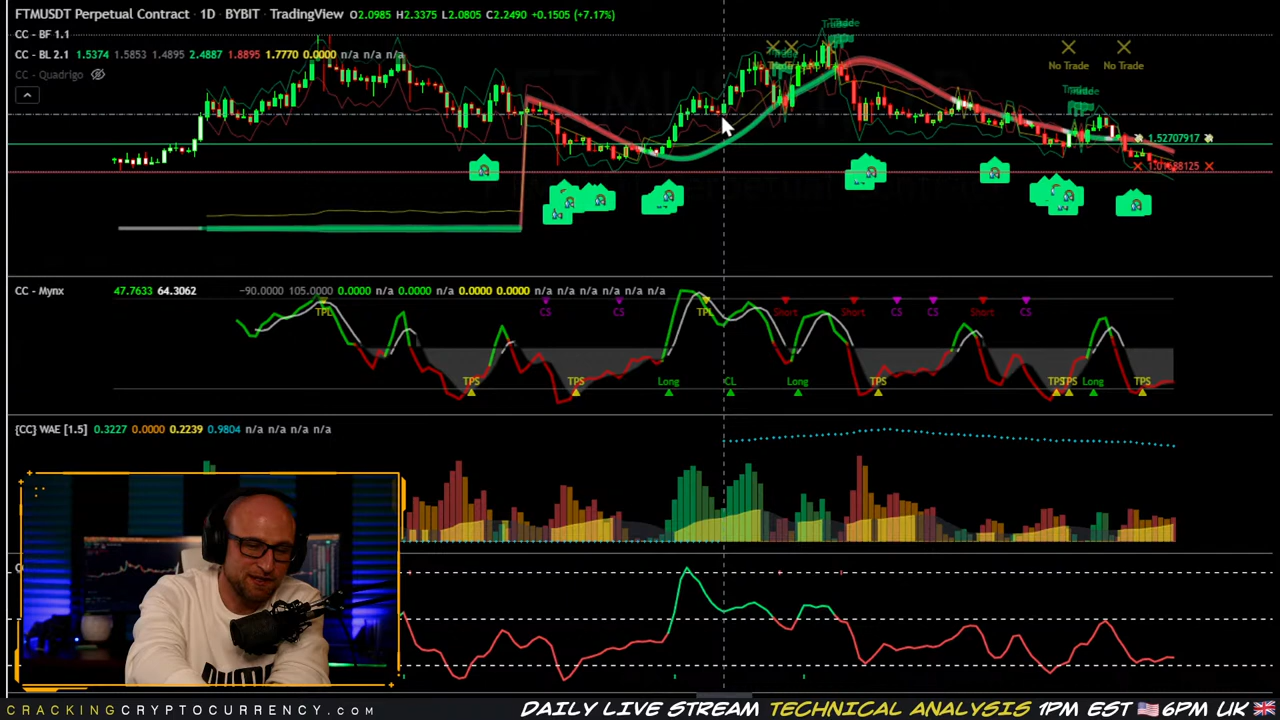 FTMUSDT Perpetual Contract · 1D · BYBIT · TradingView O2.0985 H2.3375 L2.0805 C2.2490 +0.1505 (+7.17%)
CC - BF 1.1
CC - BL 2.1 1.5374 1.5853 1.4895 2.4887 1.8895 1.7770 0.0000 n/a n/a n/a
CC - Quadrigo
No Trade
No Trade
1.52707917
CC - Mynx 47.7633 64.3062 −90.0000 105.0000 0.0000 n/a 0.0000 n/a n/a 0.0000 0.0000 n/a n/a n/a n/a n/a n/a
TPL CS CS TPL Short Short CS CS Short CS
TPS TPS Long CL Long TPS TPS TPS Long TPS
{CC} WAE [1.5] 0.3227 0.0000 0.2239 0.9804 n/a n/a n/a n/a
CRACKINGCRYPTOCURRENCY.com DAILY LIVE STREAM TECHNICAL ANALYSIS 1PM EST 6PM UK